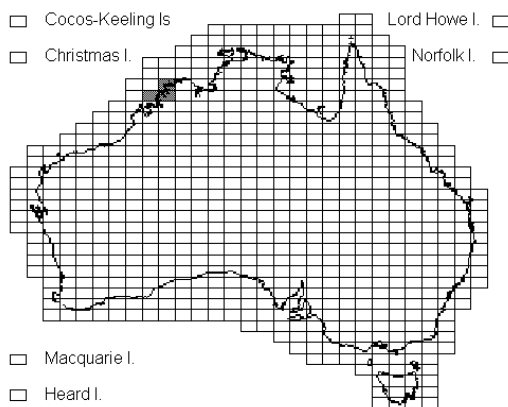 Cocos-Keeling Is
Lord Howe I.
Christmas I.
Norfolk I.
Macquarie I.
Heard I.